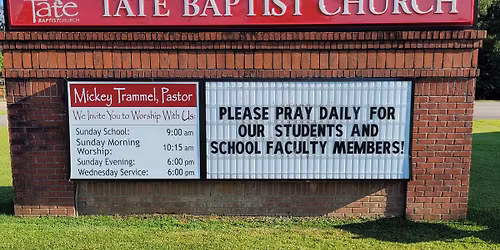 Tate
BAPTIST CHURCH
TATE BAPTIST CHURCH
Mickey Trammel, Pastor
We Invite You to Worship With Us:
Sunday School: 9:00 am
Sunday Morning
Worship: 10:15 am
Sunday Evening: 6:00 pm
Wednesday Service: 6:00 pm
PLEASE PRAY DAILY FOR
OUR STUDENTS AND
SCHOOL FACULTY MEMBERS!